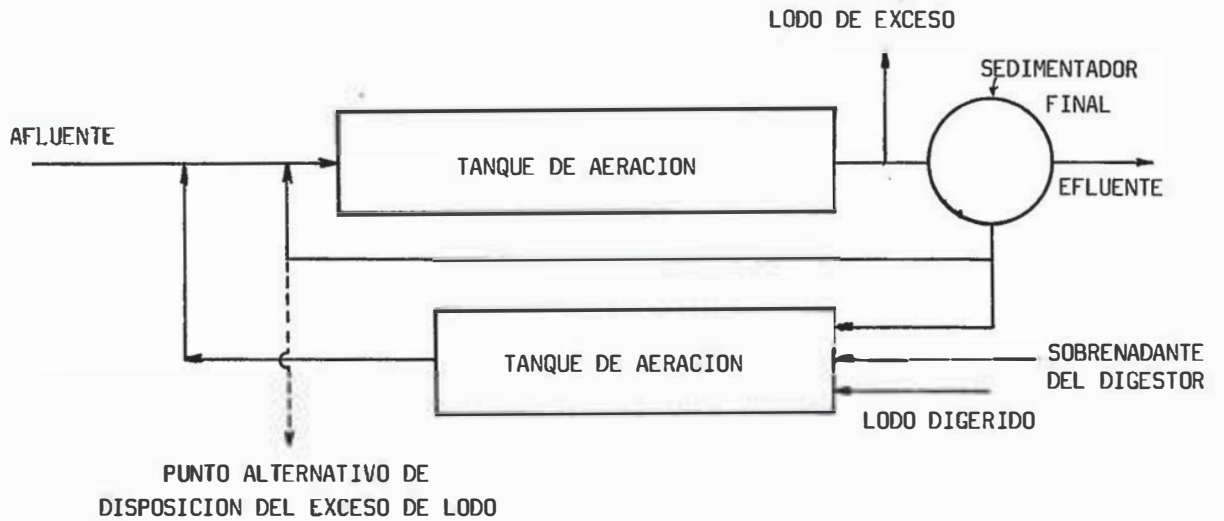 LODO DE EXCESO
SEDIMENTADOR
FINAL
AFLUENTE
TANQUE DE AERACION
EFLUENTE
TANQUE DE AERACION
SOBRENADANTE
DEL DIGESTOR
LODO DIGERIDO
PUNTO ALTERNATIVO DE
DISPOSICION DEL EXCESO DE LODO